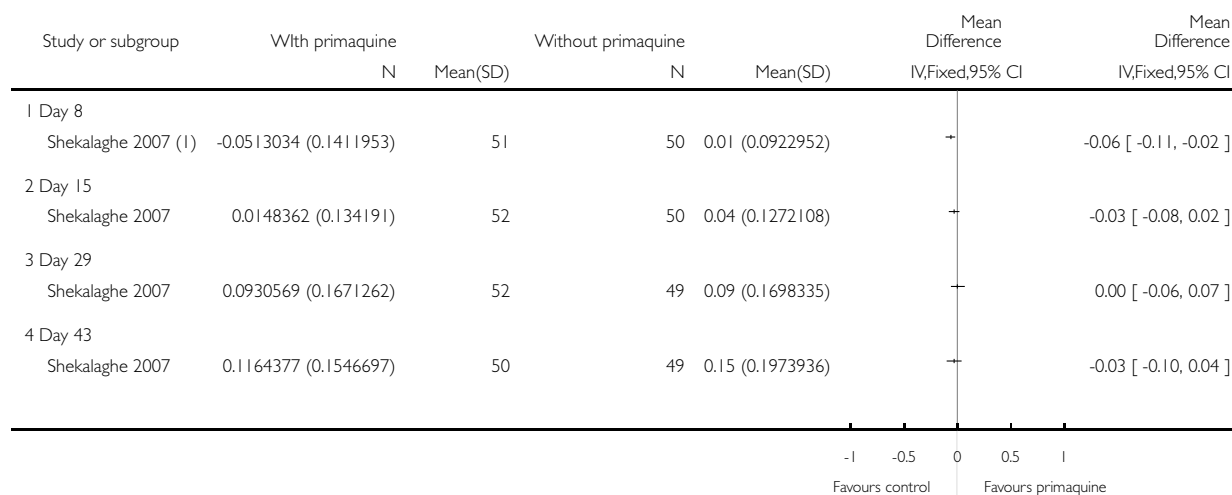 Study or subgroup WIth primaquine Without primaquine Mean Difference Mean Difference
N Mean(SD) N Mean(SD) IV,Fixed,95% CI IV,Fixed,95% CI
1 Day 8
Shekalaghe 2007 (1) -0.0513034 (0.1411953) 51 50 0.01 (0.0922952) -0.06 [ -0.11, -0.02 ]
2 Day 15
Shekalaghe 2007 0.0148362 (0.134191) 52 50 0.04 (0.1272108) -0.03 [ -0.08, 0.02 ]
3 Day 29
Shekalaghe 2007 0.0930569 (0.1671262) 52 49 0.09 (0.1698335) 0.00 [ -0.06, 0.07 ]
4 Day 43
Shekalaghe 2007 0.1164377 (0.1546697) 50 49 0.15 (0.1973936) -0.03 [ -0.10, 0.04 ]
-1 -0.5 0 0.5 1
Favours control Favours primaquine